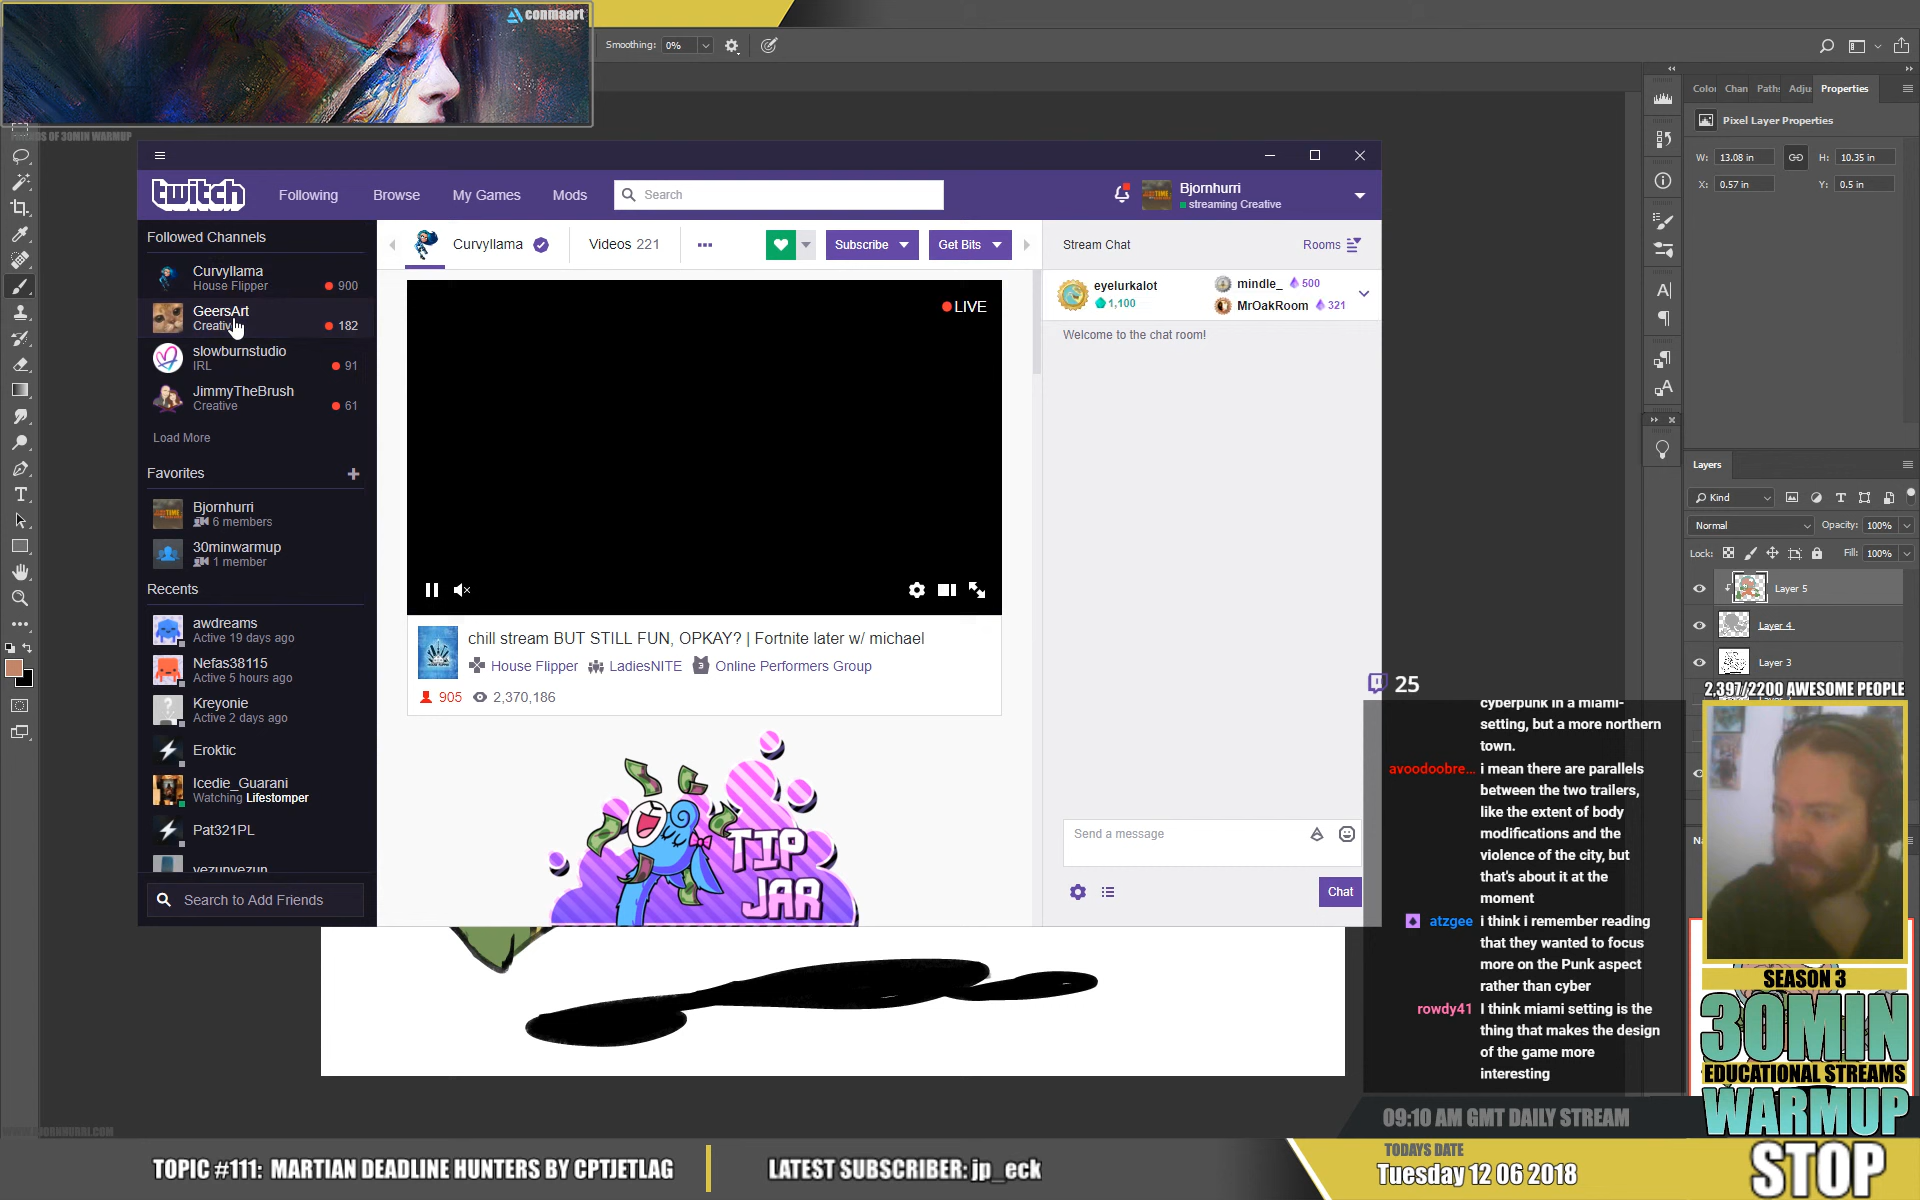 conmaart
Smoothing: 0%
FRIENDS OF 30MIN WARMUP
Color Chan Paths Adju Properties
Pixel Layer Properties
W: 13.08 in H: 10.35 in
X: 0.57 in Y: 0.5 in
twitch Following Browse My Games Mods Search
Bjornhurri
streaming Creative
Followed Channels
Curvyllama
House Flipper 900
GeersArt
Creative 182
slowburnstudio
IRL 91
JimmyTheBrush
Creative 61
Load More
Favorites
Bjornhurri
6 members
30minwarmup
1 member
Recents
awdreams
Active 19 days ago
Nefas38115
Active 5 hours ago
Kreyonie
Active 2 days ago
Eroktic
Icedie_Guarani
Watching Lifestomper
Pat321PL
yezunyezun
Search to Add Friends
Curvyllama Videos 221 Subscribe Get Bits
LIVE
chill stream BUT STILL FUN, OPKAY? | Fortnite later w/ michael
House Flipper LadiesNITE Online Performers Group
905 2,370,186
TIP
JAR
Stream Chat Rooms
eyelurkalot
1,100
mindle_ 500
MrOakRoom 321
Welcome to the chat room!
Send a message
Chat
Layers
Kind
Normal Opacity: 100%
Lock: Fill: 100%
Layer 5
Layer 4
Layer 3
25
cyberpunk in a miami-
setting, but a more northern
town.
avoodoobre... i mean there are parallels
between the two trailers,
like the extent of body
modifications and the
violence of the city, but
that's about it at the
moment
atzgee i think i remember reading
that they wanted to focus
more on the Punk aspect
rather than cyber
rowdy41 I think miami setting is the
thing that makes the design
of the game more
interesting
2,397/2200 AWESOME PEOPLE
SEASON 3
30MIN
EDUCATIONAL STREAMS
WARMUP
STOP
09:10 AM GMT DAILY STREAM
TODAYS DATE
Tuesday 12 06 2018
WWW.BJORNHURRI.COM
TOPIC #111: MARTIAN DEADLINE HUNTERS BY CPTJETLAG
LATEST SUBSCRIBER: jp_eck